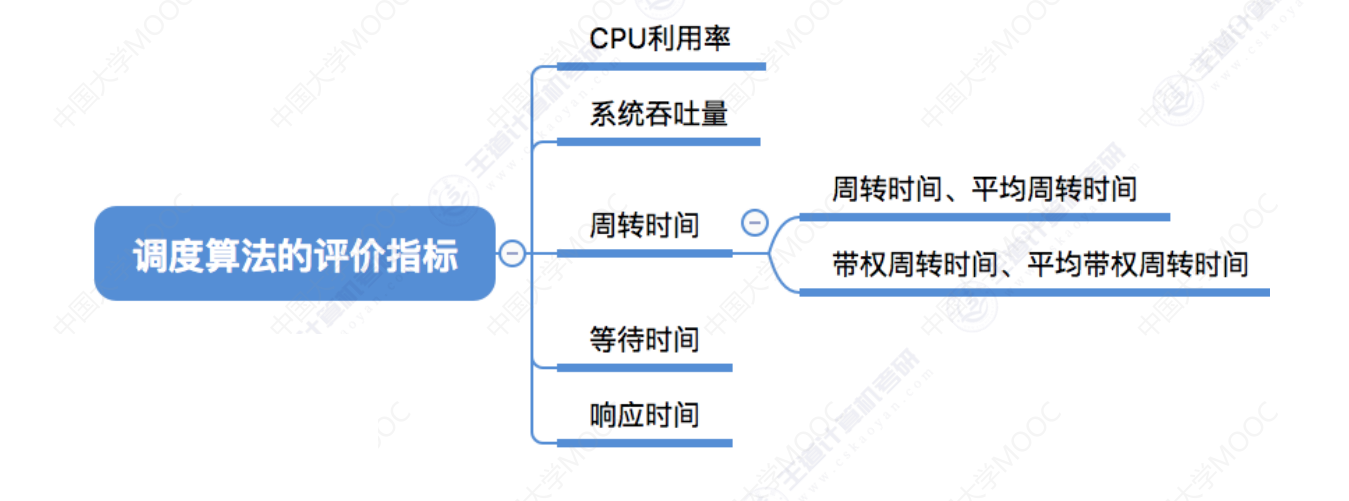 CPU利用率
系统吞吐量
周转时间、平均周转时间
周转时间
带权周转时间、平均带权周转时间
调度算法的评价指标
等待时间
响应时间
中国大学MOOC
王道计算机考研
www.cskaoyan.com